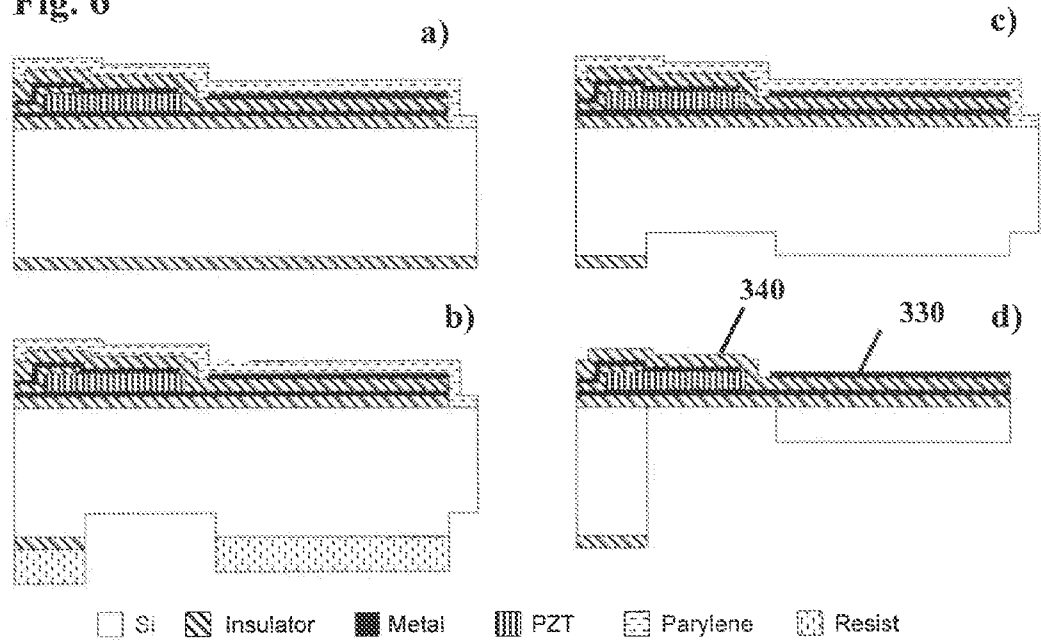 Fig. 6
a)
c)
b)
340
330
d)
Si Insulator Metal PZT Parylene Resist